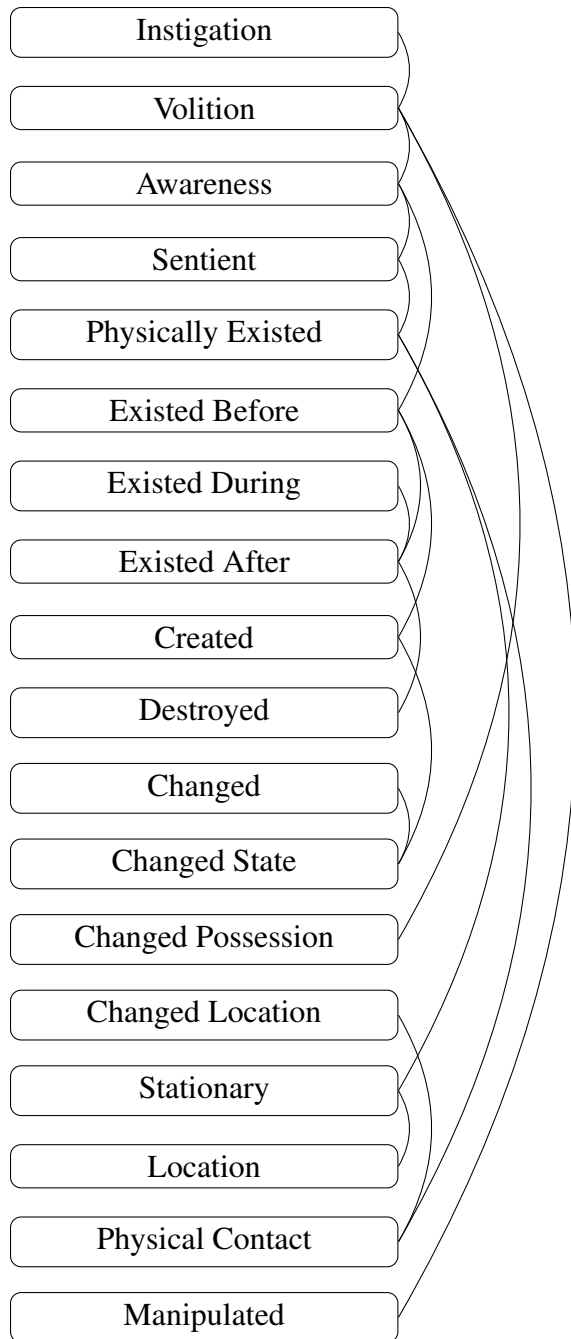 Instigation
Volition
Awareness
Sentient
Physically Existed
Existed Before
Existed During
Existed After
Created
Destroyed
Changed
Changed State
Changed Possession
Changed Location
Stationary
Location
Physical Contact
Manipulated